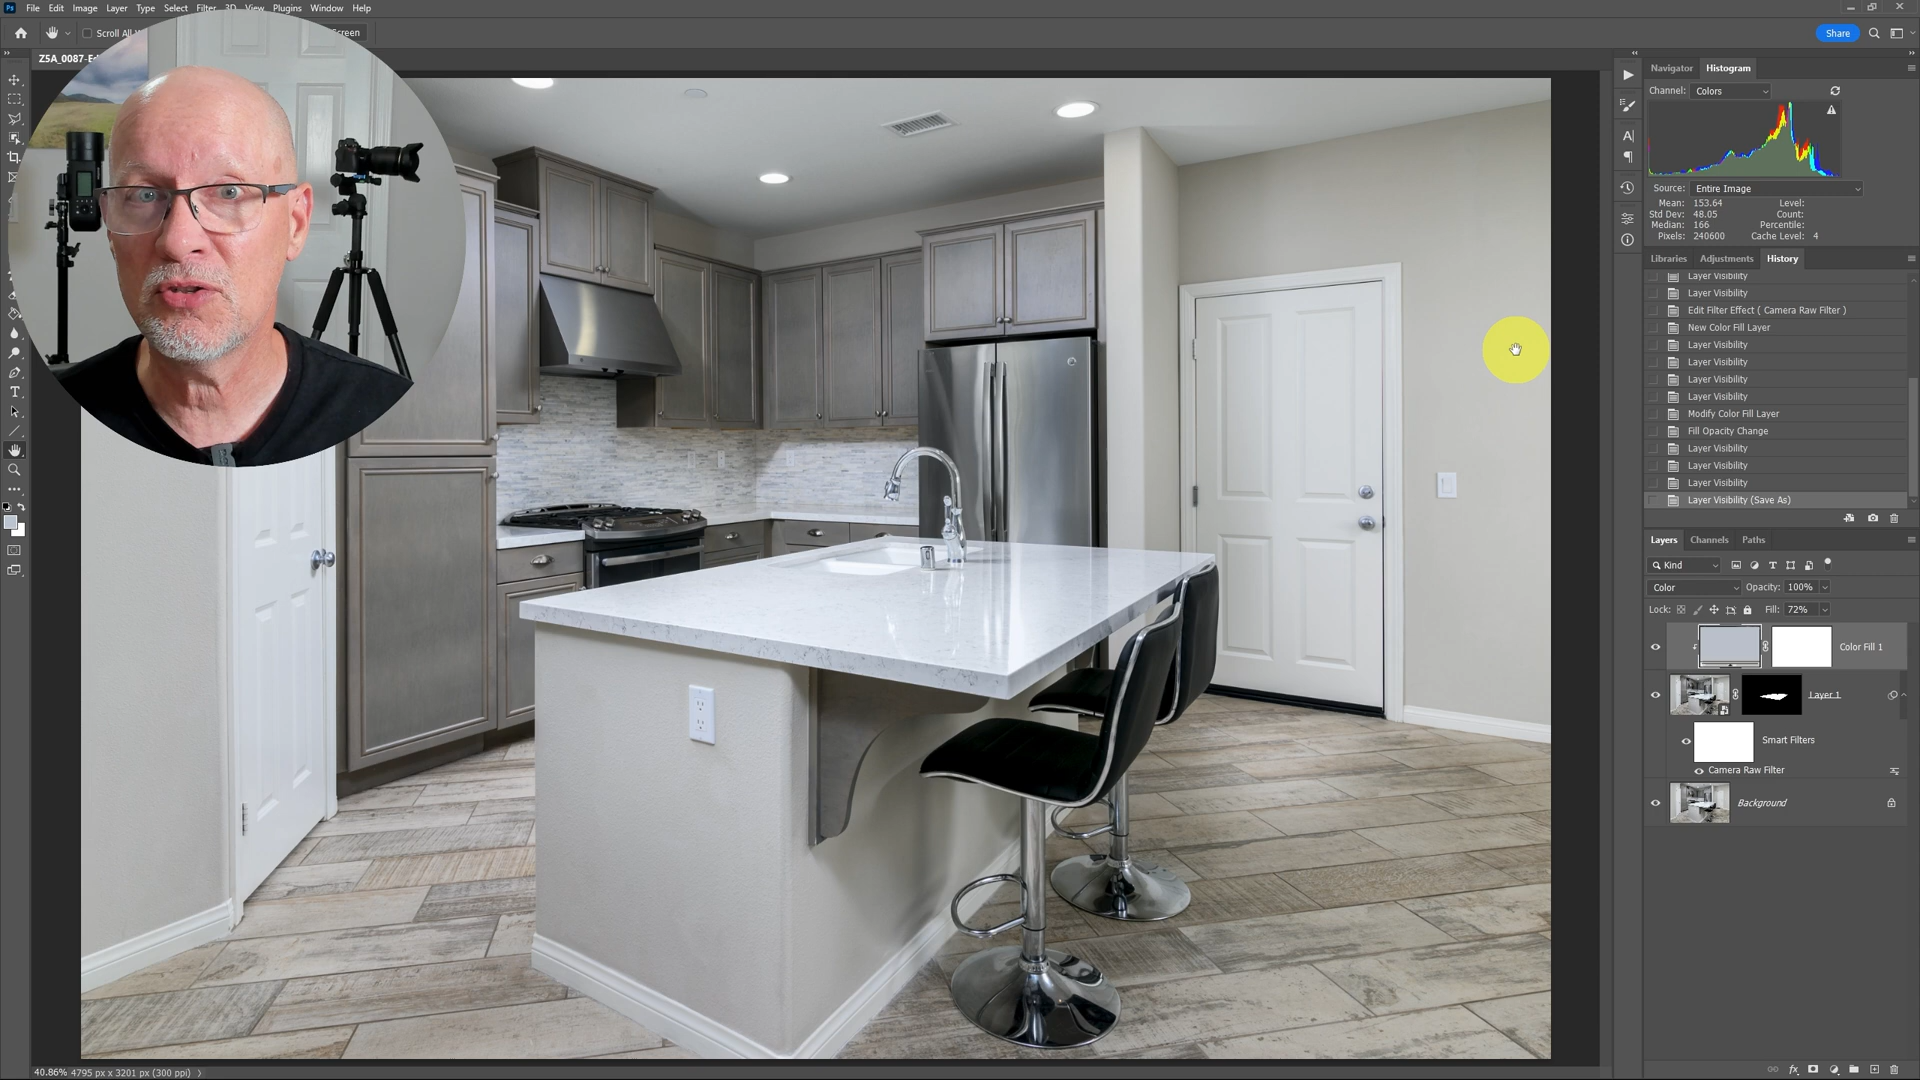 Ps File Edit Image Layer Type Select Filter 3D View Plugins Window Help
Scroll All
Screen
Share
Z5A_0087-E
Navigator Histogram
Channel: Colors
Source: Entire Image
Mean: 153.64 Level:
Std Dev: 48.05 Count:
Median: 166 Percentile:
Pixels: 240600 Cache Level: 4
Libraries Adjustments History
Layer Visibility
Layer Visibility
Edit Filter Effect ( Camera Raw Filter )
New Color Fill Layer
Layer Visibility
Layer Visibility
Layer Visibility
Layer Visibility
Modify Color Fill Layer
Fill Opacity Change
Layer Visibility
Layer Visibility
Layer Visibility
Layer Visibility (Save As)
Layers Channels Paths
Kind
Color Opacity: 100%
Lock: Fill: 72%
Color Fill 1
Layer 1
Smart Filters
Camera Raw Filter
Background
40.86% 4795 px x 3201 px (300 ppi)